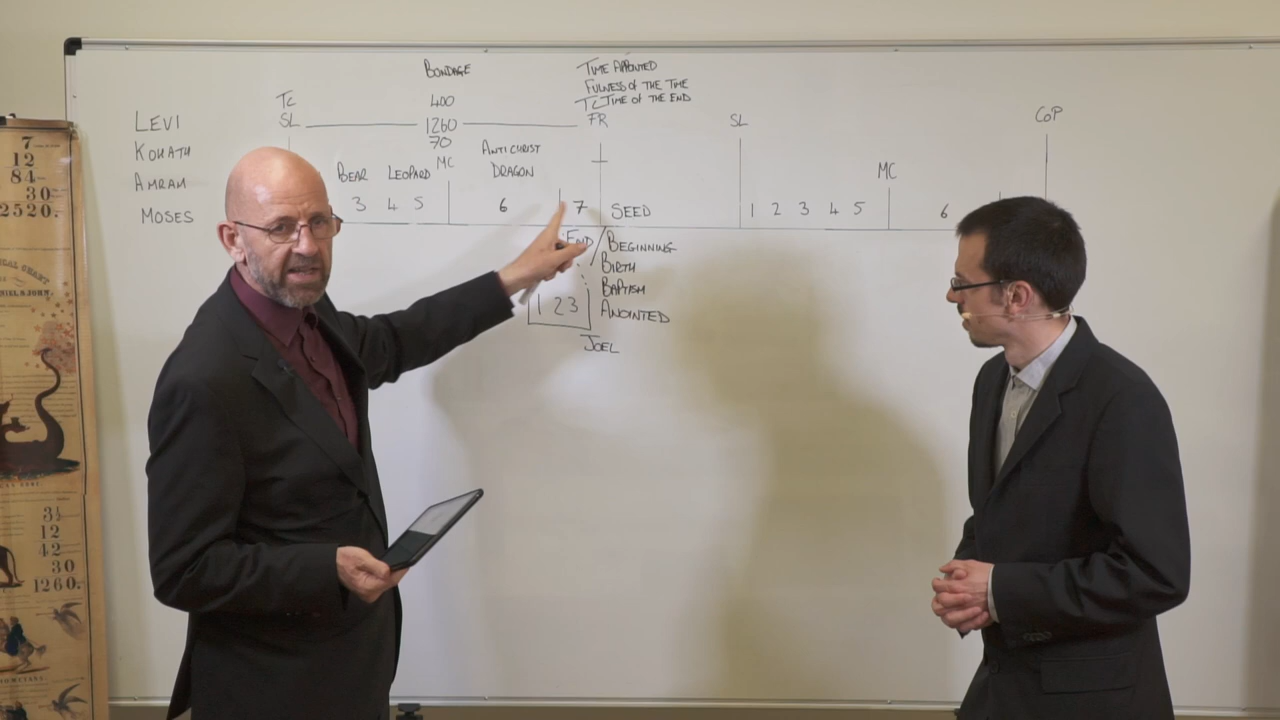 BONDAGE
TIME APPOINTED
FULNESS OF THE TIME
TC TIME OF THE END
TC
400
LEVI
SL
1260
FR
SL
CoP
KOHATH
70
ANTICHRIST
AMRAM
BEAR
LEOPARD
MC
DRAGON
MC
MOSES
3 4 5
6
7
SEED
1 2 3 4 5
6
END / BEGINNING
BIRTH
BAPTISM
1 2 3
ANOINTED
JOEL
7
12
84
30
2520.
CHART
DANIEL & JOHN.
3½
12
42
30
1260.